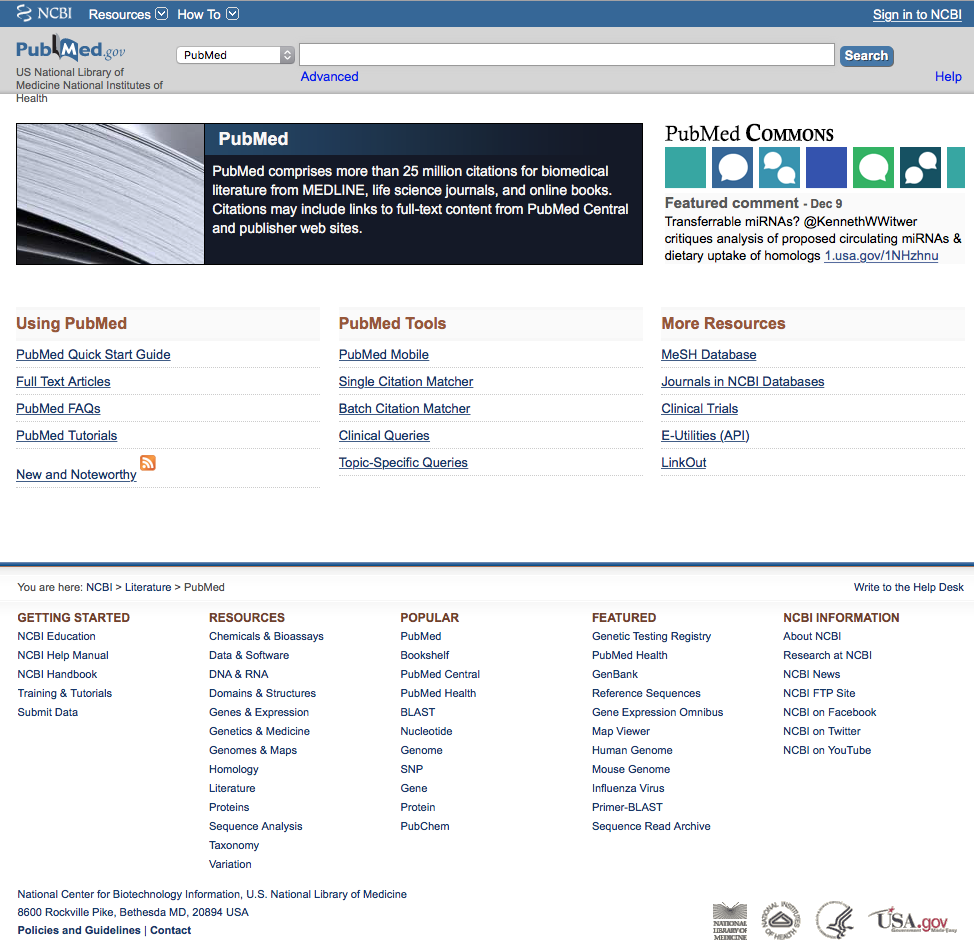 NCBI Resources How To Sign in to NCBI
PubMed.gov
US National Library of
Medicine National Institutes of
Health
PubMed
Search
Advanced
Help
PubMed
PubMed comprises more than 25 million citations for biomedical
literature from MEDLINE, life science journals, and online books.
Citations may include links to full-text content from PubMed Central
and publisher web sites.
PubMed COMMONS
Featured comment - Dec 9
Transferrable miRNAs? @KennethWWitwer
critiques analysis of proposed circulating miRNAs &
dietary uptake of homologs 1.usa.gov/1NHzhnu
Using PubMed
PubMed Quick Start Guide
Full Text Articles
PubMed FAQs
PubMed Tutorials
New and Noteworthy
PubMed Tools
PubMed Mobile
Single Citation Matcher
Batch Citation Matcher
Clinical Queries
Topic-Specific Queries
More Resources
MeSH Database
Journals in NCBI Databases
Clinical Trials
E-Utilities (API)
LinkOut
You are here: NCBI > Literature > PubMed
Write to the Help Desk
GETTING STARTED
NCBI Education
NCBI Help Manual
NCBI Handbook
Training & Tutorials
Submit Data
RESOURCES
Chemicals & Bioassays
Data & Software
DNA & RNA
Domains & Structures
Genes & Expression
Genetics & Medicine
Genomes & Maps
Homology
Literature
Proteins
Sequence Analysis
Taxonomy
Variation
POPULAR
PubMed
Bookshelf
PubMed Central
PubMed Health
BLAST
Nucleotide
Genome
SNP
Gene
Protein
PubChem
FEATURED
Genetic Testing Registry
PubMed Health
GenBank
Reference Sequences
Gene Expression Omnibus
Map Viewer
Human Genome
Mouse Genome
Influenza Virus
Primer-BLAST
Sequence Read Archive
NCBI INFORMATION
About NCBI
Research at NCBI
NCBI News
NCBI FTP Site
NCBI on Facebook
NCBI on Twitter
NCBI on YouTube
National Center for Biotechnology Information, U.S. National Library of Medicine
8600 Rockville Pike, Bethesda MD, 20894 USA
Policies and Guidelines | Contact
NATIONAL
LIBRARY OF
MEDICINE
NATIONAL INSTITUTES
OF HEALTH
USA.gov
Government Made Easy